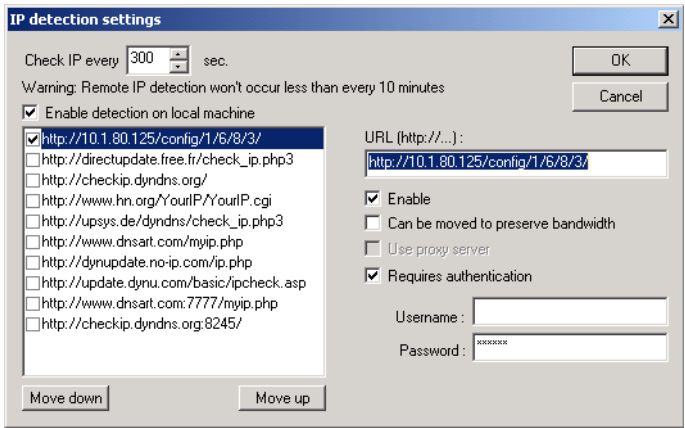 IP detection settings
Check IP every 300 sec.
Warning: Remote IP detection won't occur less than every 10 minutes
OK
Cancel
Enable detection on local machine
http://10.1.80.125/config/1/6/8/3/
http://directupdate.free.fr/check_ip.php3
http://checkip.dyndns.org/
http://www.hn.org/YourIP/YourIP.cgi
http://upsys.de/dyndns/check_ip.php3
http://www.dnsart.com/myip.php
http://dynupdate.no-ip.com/ip.php
http://update.dynu.com/basic/ipcheck.asp
http://www.dnsart.com:7777/myip.php
http://checkip.dyndns.org:8245/
Move down
Move up
URL (http://...) :
http://10.1.80.125/config/1/6/8/3/
Enable
Can be moved to preserve bandwidth
Use proxy server
Requires authentication
Username :
Password : xxxxxx